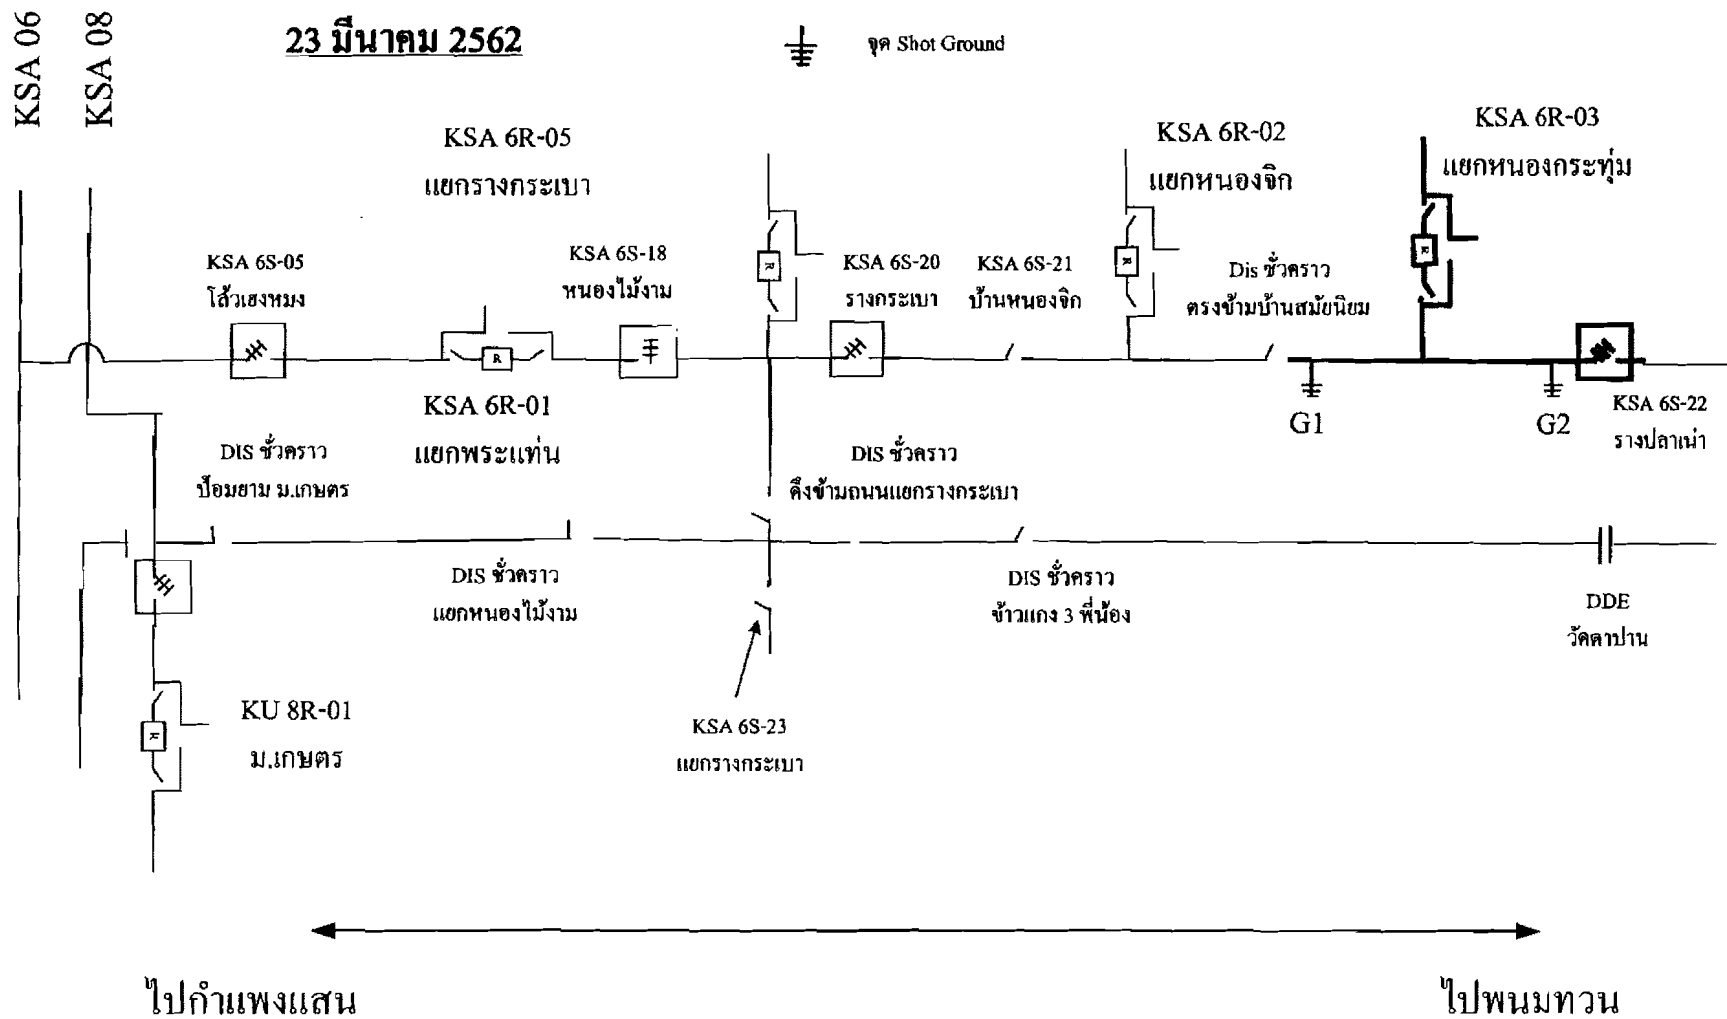 KSA 06
KSA 08
23 มีนาคม 2562
จุด Shot Ground
KSA 6R-05
แยกรางกระเบา
KSA 6R-02
แยกหนองจิก
KSA 6R-03
แยกหนองกระทุ่ม
KSA 6S-05
โล้วเฮงหมง
KSA 6S-18
หนองไม้งาม
KSA 6S-20
รางกระเบา
KSA 6S-21
บ้านหนองจิก
Dis ชั่วคราว
ตรงข้ามบ้านสมัยนิยม
R
R
R
R
KSA 6R-01
แยกพระแท่น
G1
G2
KSA 6S-22
รางปลาเน่า
DIS ชั่วคราว
ป้อมยาม ม.เกษตร
DIS ชั่วคราว
คึงข้ามถนนแยกรางกระเบา
DIS ชั่วคราว
แยกหนองไม้งาม
DIS ชั่วคราว
ข้าวแกง 3 พี่น้อง
DDE
วัดตาปาน
KU 8R-01
ม.เกษตร
R
KSA 6S-23
แยกรางกระเบา
ไปกำแพงแสน
ไปพนมทวน